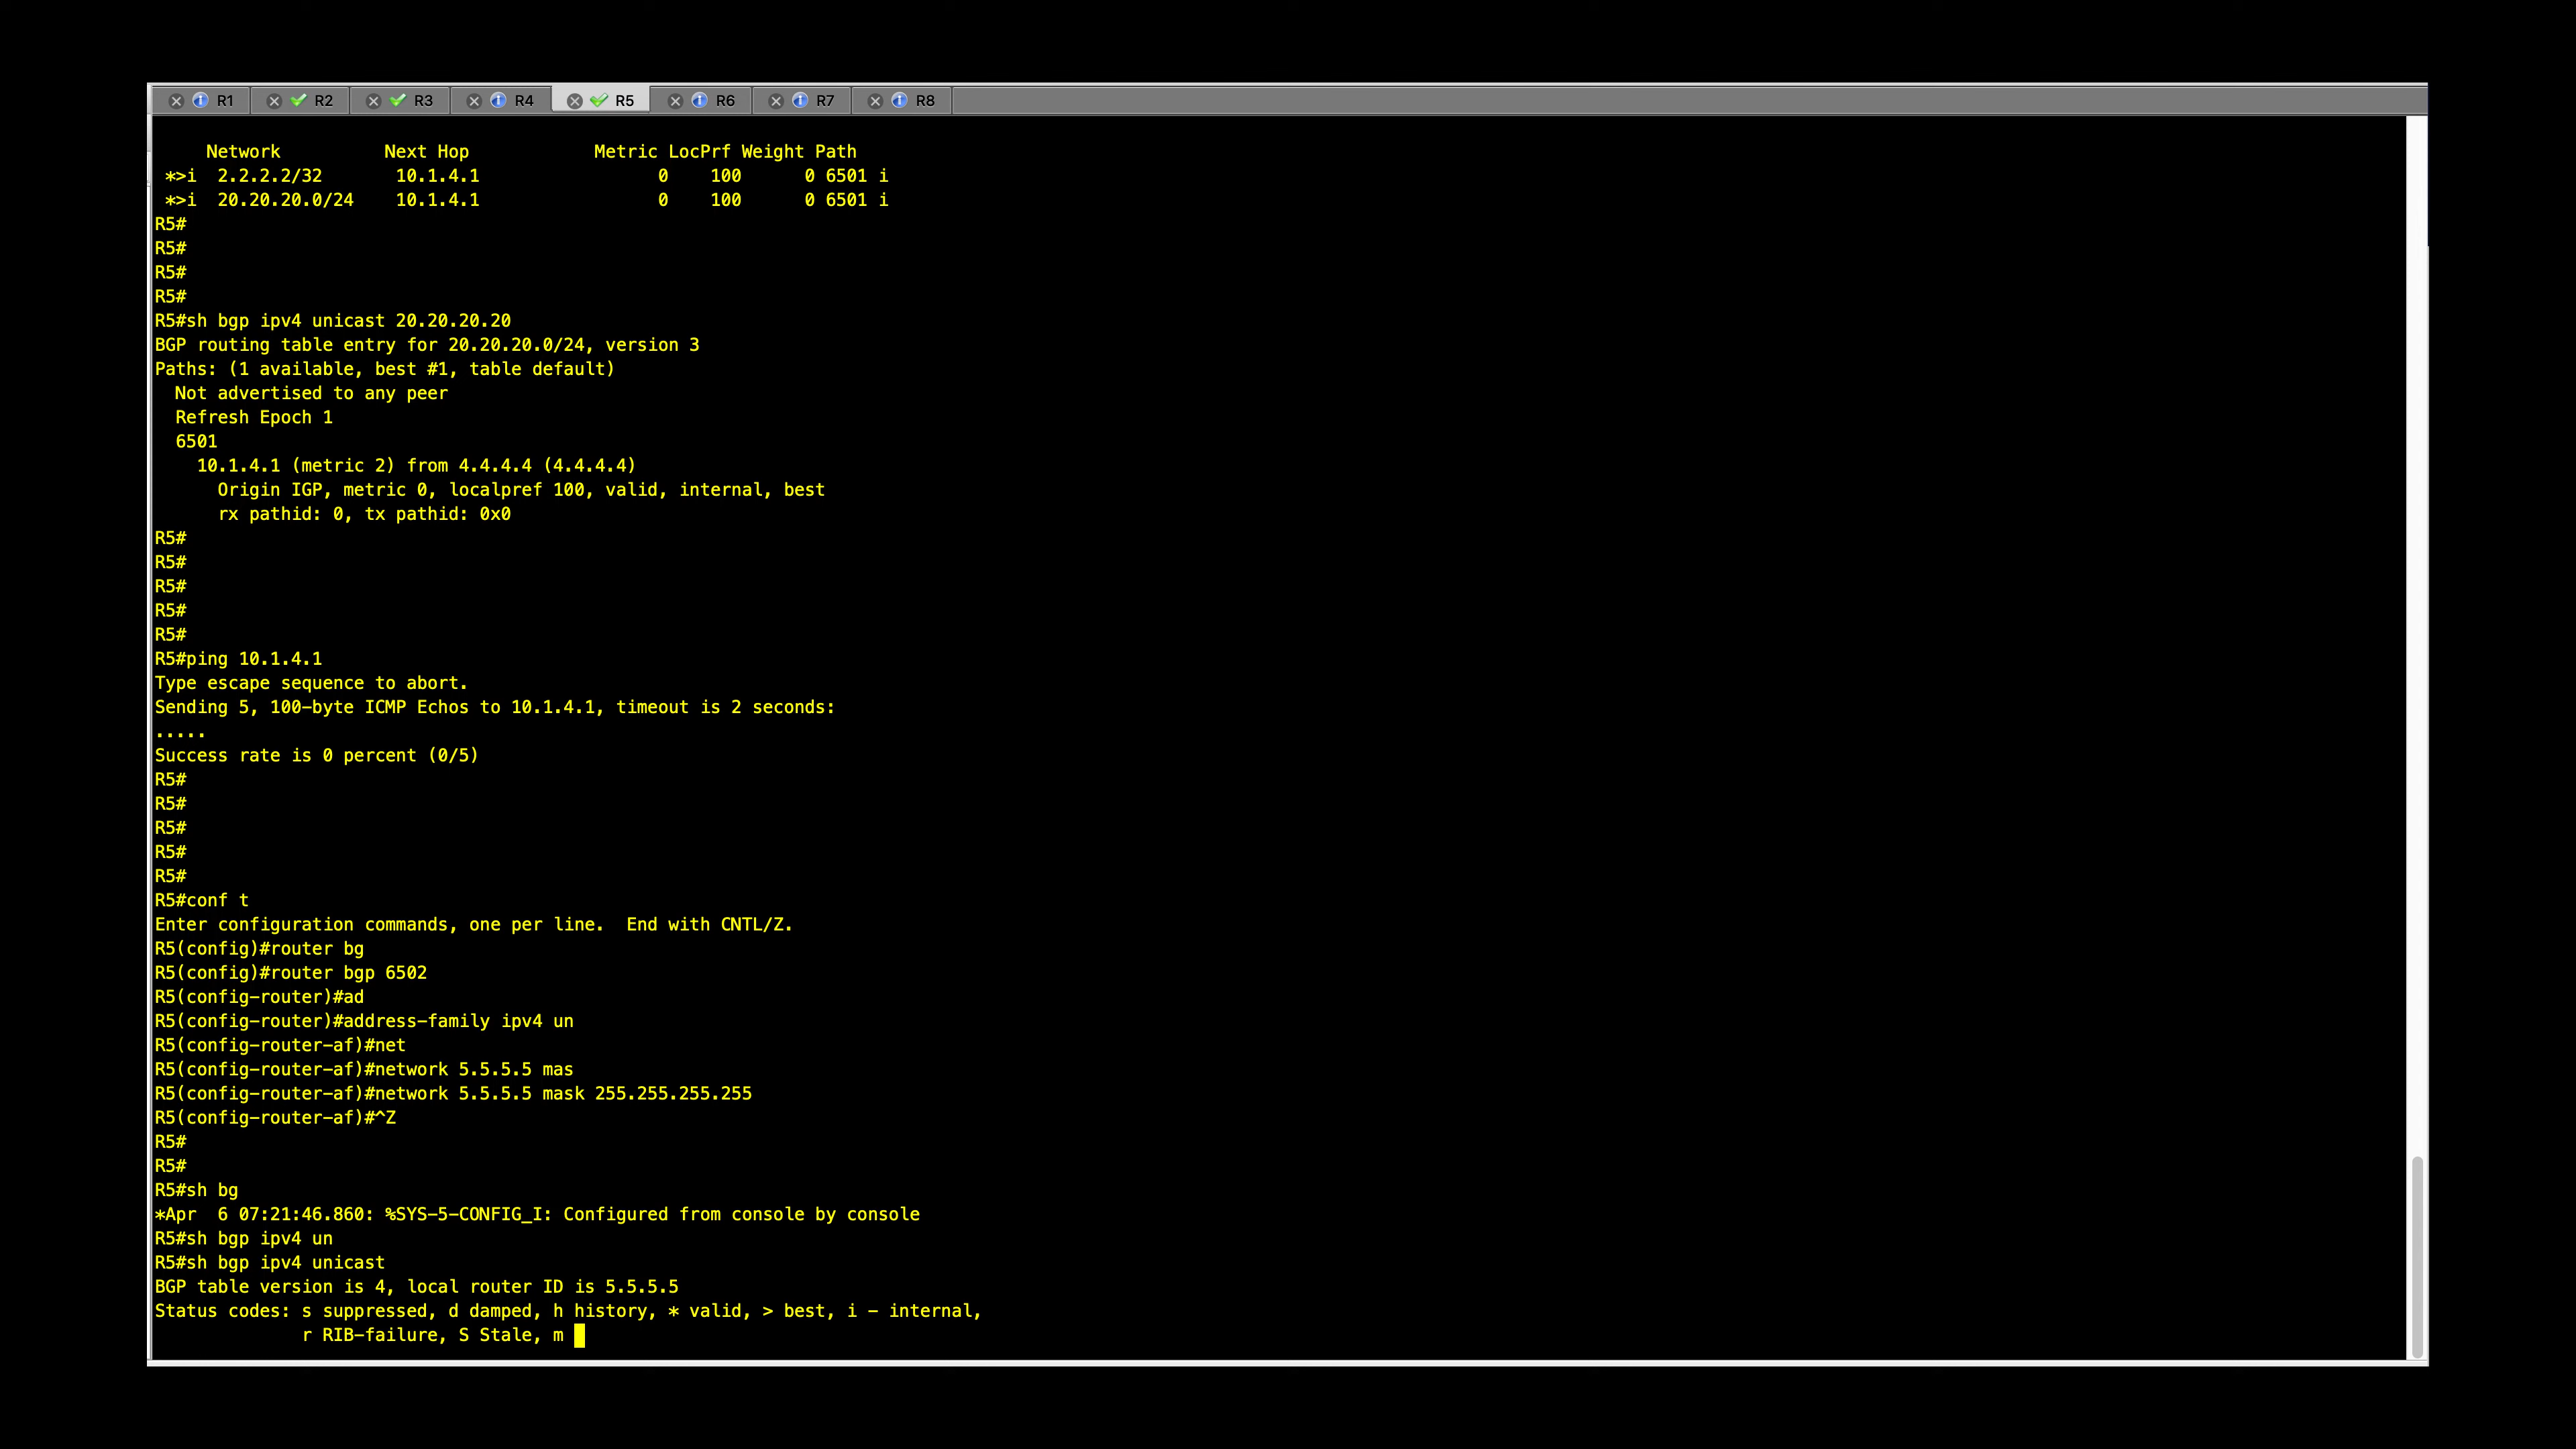 R1 R2 R3 R4 R5 R6 R7 R8
Network Next Hop Metric LocPrf Weight Path
*>i 2.2.2.2/32 10.1.4.1 0 100 0 6501 i
*>i 20.20.20.0/24 10.1.4.1 0 100 0 6501 i
R5#
R5#
R5#
R5#
R5#sh bgp ipv4 unicast 20.20.20.20
BGP routing table entry for 20.20.20.0/24, version 3
Paths: (1 available, best #1, table default)
Not advertised to any peer
Refresh Epoch 1
6501
10.1.4.1 (metric 2) from 4.4.4.4 (4.4.4.4)
Origin IGP, metric 0, localpref 100, valid, internal, best
rx pathid: 0, tx pathid: 0x0
R5#
R5#
R5#
R5#
R5#
R5#ping 10.1.4.1
Type escape sequence to abort.
Sending 5, 100-byte ICMP Echos to 10.1.4.1, timeout is 2 seconds:
.....
Success rate is 0 percent (0/5)
R5#
R5#
R5#
R5#
R5#
R5#conf t
Enter configuration commands, one per line.  End with CNTL/Z.
R5(config)#router bg
R5(config)#router bgp 6502
R5(config-router)#ad
R5(config-router)#address-family ipv4 un
R5(config-router-af)#net
R5(config-router-af)#network 5.5.5.5 mas
R5(config-router-af)#network 5.5.5.5 mask 255.255.255.255
R5(config-router-af)#^Z
R5#
R5#
R5#sh bg
*Apr  6 07:21:46.860: %SYS-5-CONFIG_I: Configured from console by console
R5#sh bgp ipv4 un
R5#sh bgp ipv4 unicast
BGP table version is 4, local router ID is 5.5.5.5
Status codes: s suppressed, d damped, h history, * valid, > best, i - internal,
r RIB-failure, S Stale, m